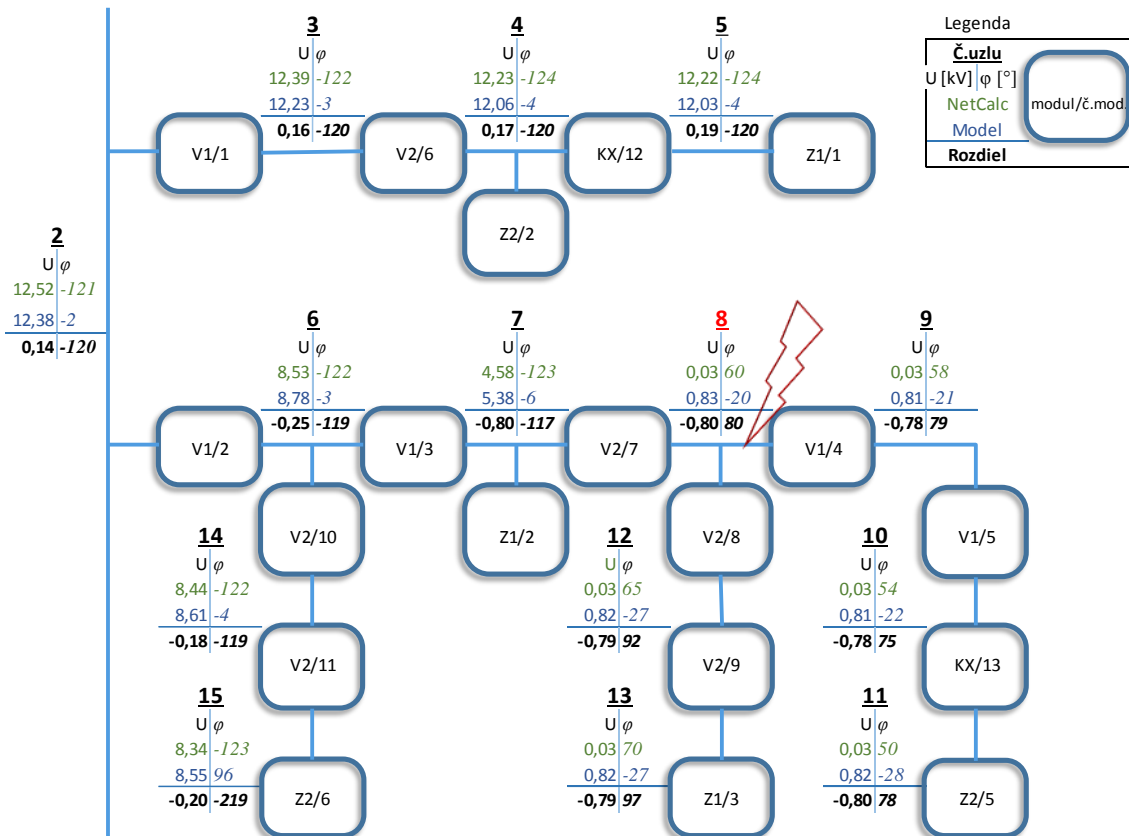 Legenda
Č.uzlu
U [kV] φ [°]
NetCalc
Model
Rozdiel
modul/č.mod.
3
U φ
12,39 -122
12,23 -3
0,16 -120
4
U φ
12,23 -124
12,06 -4
0,17 -120
5
U φ
12,22 -124
12,03 -4
0,19 -120
V1/1
V2/6
KX/12
Z1/1
Z2/2
2
U φ
12,52 -121
12,38 -2
0,14 -120
6
U φ
8,53 -122
8,78 -3
-0,25 -119
7
U φ
4,58 -123
5,38 -6
-0,80 -117
8
U φ
0,03 60
0,83 -20
-0,80 80
9
U φ
0,03 58
0,81 -21
-0,78 79
V1/2
V1/3
V2/7
V1/4
V2/10
Z1/2
V2/8
V1/5
14
U φ
8,44 -122
8,61 -4
-0,18 -119
12
U φ
0,03 65
0,82 -27
-0,79 92
10
U φ
0,03 54
0,81 -22
-0,78 75
V2/11
V2/9
KX/13
15
U φ
8,34 -123
8,55 96
-0,20 -219
13
U φ
0,03 70
0,82 -27
-0,79 97
11
U φ
0,03 50
0,82 -28
-0,80 78
Z2/6
Z1/3
Z2/5